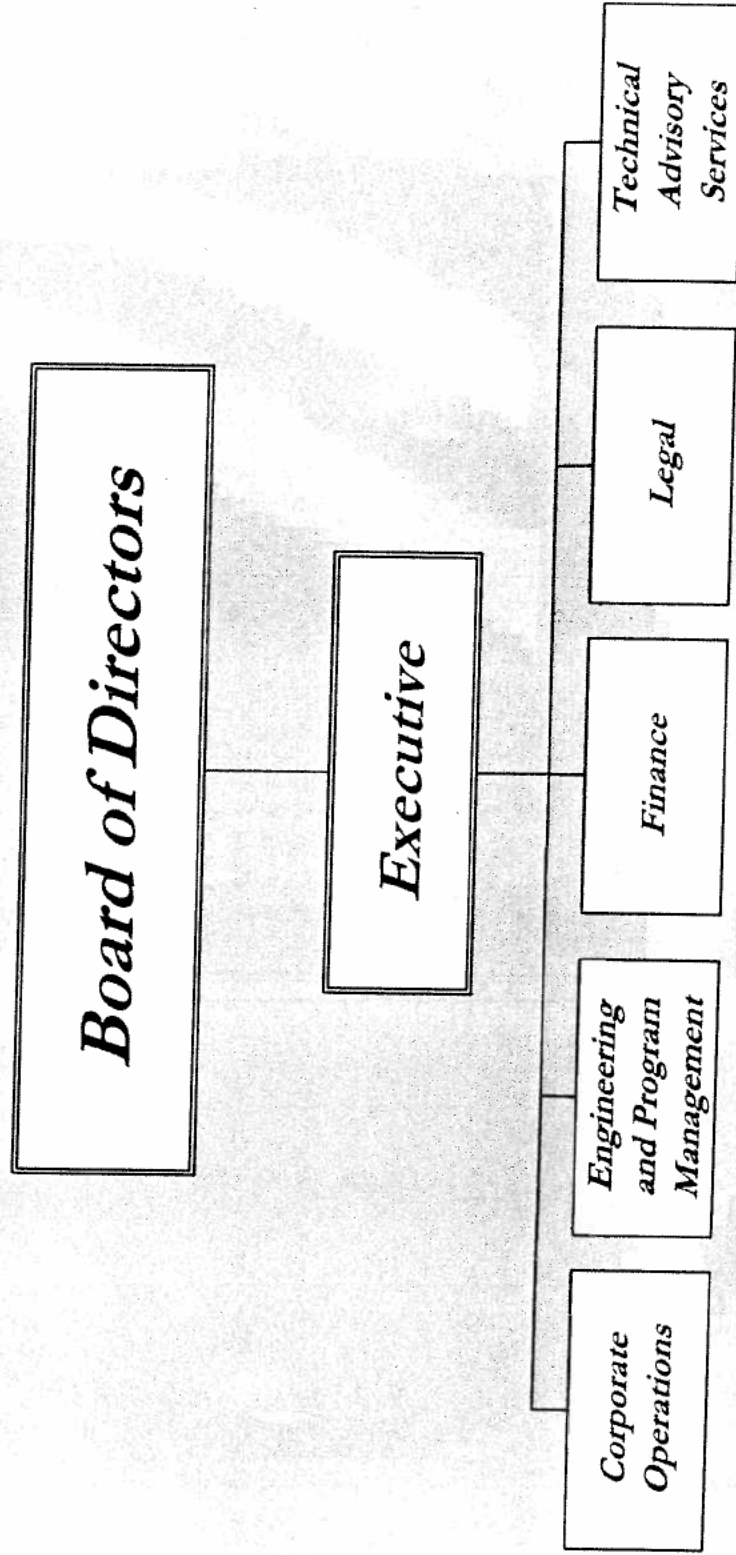 Board of Directors
Executive
Corporate
Operations
Engineering
and Program
Management
Finance
Legal
Technical
Advisory
Services